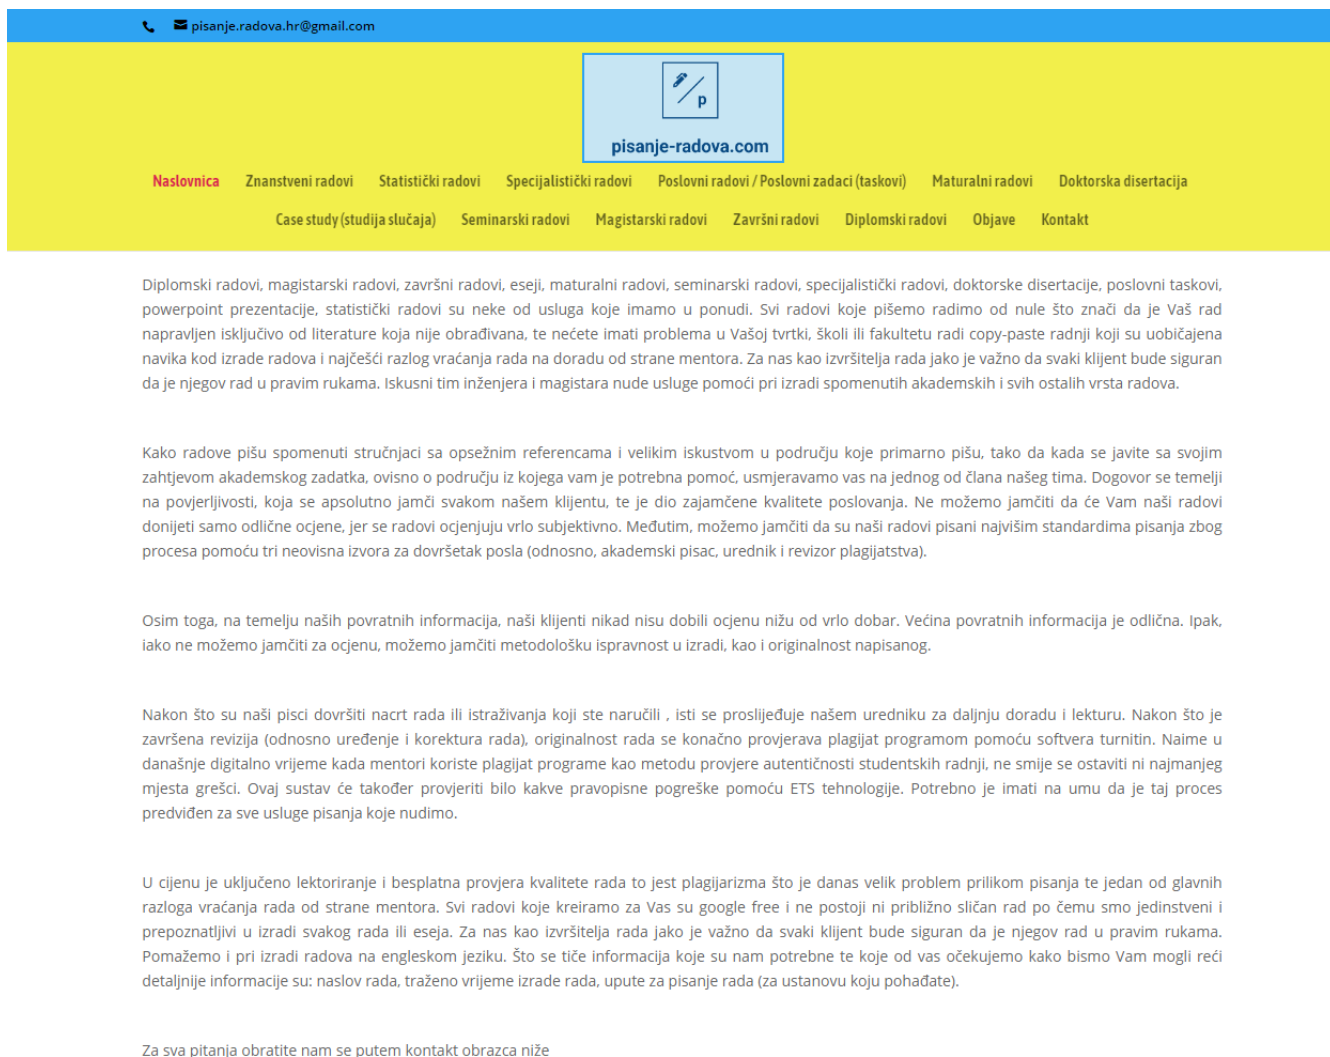 pisanje.radova.hr@gmail.com
p
pisanje-radova.com
Naslovnica Znanstveni radovi Statistički radovi Specijalistički radovi Poslovni radovi / Poslovni zadaci (taskovi) Maturalni radovi Doktorska disertacija
Case study (studija slučaja) Seminarski radovi Magistarski radovi Završni radovi Diplomski radovi Objave Kontakt
Diplomski radovi, magistarski radovi, završni radovi, eseji, maturalni radovi, seminarski radovi, specijalistički radovi, doktorske disertacije, poslovni taskovi,
powerpoint prezentacije, statistički radovi su neke od usluga koje imamo u ponudi. Svi radovi koje pišemo radimo od nule što znači da je Vaš rad
napravljen isključivo od literature koja nije obrađivana, te nećete imati problema u Vašoj tvrtki, školi ili fakultetu radi copy-paste radnji koji su uobičajena
navika kod izrade radova i najčešći razlog vraćanja rada na doradu od strane mentora. Za nas kao izvršitelja rada jako je važno da svaki klijent bude siguran
da je njegov rad u pravim rukama. Iskusni tim inženjera i magistara nude usluge pomoći pri izradi spomenutih akademskih i svih ostalih vrsta radova.
Kako radove pišu spomenuti stručnjaci sa opsežnim referencama i velikim iskustvom u području koje primarno pišu, tako da kada se javite sa svojim
zahtjevom akademskog zadatka, ovisno o području iz kojega vam je potrebna pomoć, usmjeravamo vas na jednog od člana našeg tima. Dogovor se temelji
na povjerljivosti, koja se apsolutno jamči svakom našem klijentu, te je dio zajamčene kvalitete poslovanja. Ne možemo jamčiti da će Vam naši radovi
donijeti samo odlične ocjene, jer se radovi ocjenjuju vrlo subjektivno. Međutim, možemo jamčiti da su naši radovi pisani najvišim standardima pisanja zbog
procesa pomoću tri neovisna izvora za dovršetak posla (odnosno, akademski pisac, urednik i revizor plagijatstva).
Osim toga, na temelju naših povratnih informacija, naši klijenti nikad nisu dobili ocjenu nižu od vrlo dobar. Većina povratnih informacija je odlična. Ipak,
iako ne možemo jamčiti za ocjenu, možemo jamčiti metodološku ispravnost u izradi, kao i originalnost napisanog.
Nakon što su naši pisci dovršiti nacrt rada ili istraživanja koji ste naručili , isti se proslijeđuje našem uredniku za daljnju doradu i lekturu. Nakon što je
završena revizija (odnosno uređenje i korektura rada), originalnost rada se konačno provjerava plagijat programom pomoću softvera turnitin. Naime u
današnje digitalno vrijeme kada mentori koriste plagijat programe kao metodu provjere autentičnosti studentskih radnji, ne smije se ostaviti ni najmanjeg
mjesta grešci. Ovaj sustav će također provjeriti bilo kakve pravopisne pogreške pomoću ETS tehnologije. Potrebno je imati na umu da je taj proces
predviđen za sve usluge pisanja koje nudimo.
U cijenu je uključeno lektoriranje i besplatna provjera kvalitete rada to jest plagijarizma što je danas velik problem prilikom pisanja te jedan od glavnih
razloga vraćanja rada od strane mentora. Svi radovi koje kreiramo za Vas su google free i ne postoji ni približno sličan rad po čemu smo jedinstveni i
prepoznatljivi u izradi svakog rada ili eseja. Za nas kao izvršitelja rada jako je važno da svaki klijent bude siguran da je njegov rad u pravim rukama.
Pomažemo i pri izradi radova na engleskom jeziku. Što se tiče informacija koje su nam potrebne te koje od vas očekujemo kako bismo Vam mogli reći
detaljnije informacije su: naslov rada, traženo vrijeme izrade rada, upute za pisanje rada (za ustanovu koju pohađate).
Za sva pitanja obratite nam se putem kontakt obrazca niže